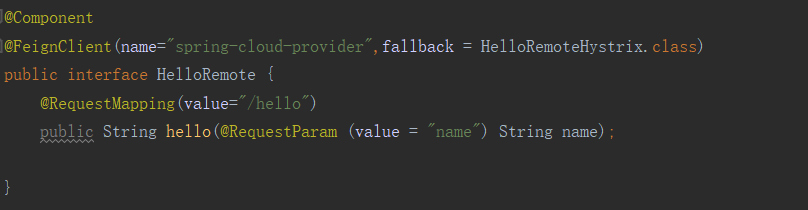 @Component
@FeignClient(name="spring-cloud-provider",fallback = HelloRemoteHystrix.class)
public interface HelloRemote {
@RequestMapping(value="/hello")
public String hello(@RequestParam (value = "name") String name);
}